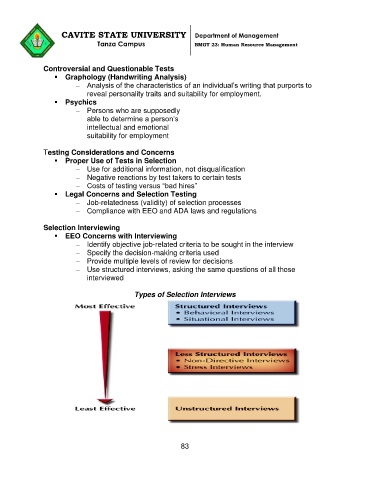 CAVITE STATE UNIVERSITY
Tanza Campus
Department of Management
BMGT 23: Human Resource Management
Controversial and Questionable Tests
▪ Graphology (Handwriting Analysis)
– Analysis of the characteristics of an individual's writing that purports to
reveal personality traits and suitability for employment.
▪ Psychics
– Persons who are supposedly
able to determine a person's
intellectual and emotional
suitability for employment
Testing Considerations and Concerns
▪ Proper Use of Tests in Selection
– Use for additional information, not disqualification
– Negative reactions by test takers to certain tests
– Costs of testing versus "bad hires"
▪ Legal Concerns and Selection Testing
– Job-relatedness (validity) of selection processes
– Compliance with EEO and ADA laws and regulations
Selection Interviewing
▪ EEO Concerns with Interviewing
– Identify objective job-related criteria to be sought in the interview
– Specify the decision-making criteria used
– Provide multiple levels of review for decisions
– Use structured interviews, asking the same questions of all those
interviewed
Types of Selection Interviews
Most Effective
Structured Interviews
• Behavioral Interviews
• Situational Interviews
Less Structured Interviews
• Non-Directive Interviews
• Stress Interviews
Least Effective
Unstructured Interviews
83